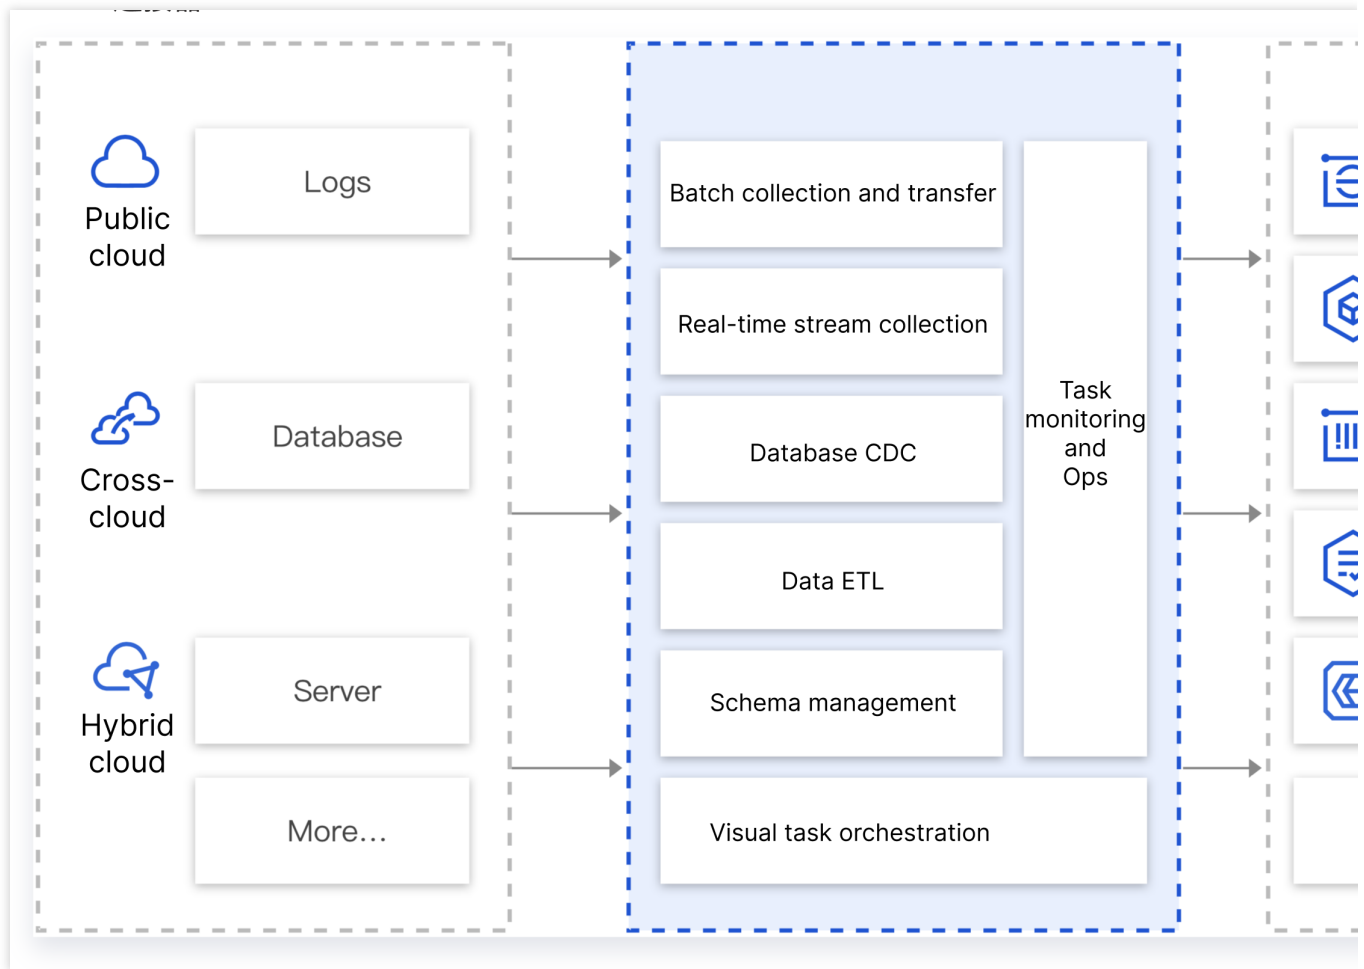 Public
cloud
Logs
Cross-
cloud
Database
Hybrid
cloud
Server
More...
Batch collection and transfer
Real-time stream collection
Database CDC
Data ETL
Schema management
Visual task orchestration
Task
monitoring
and
Ops